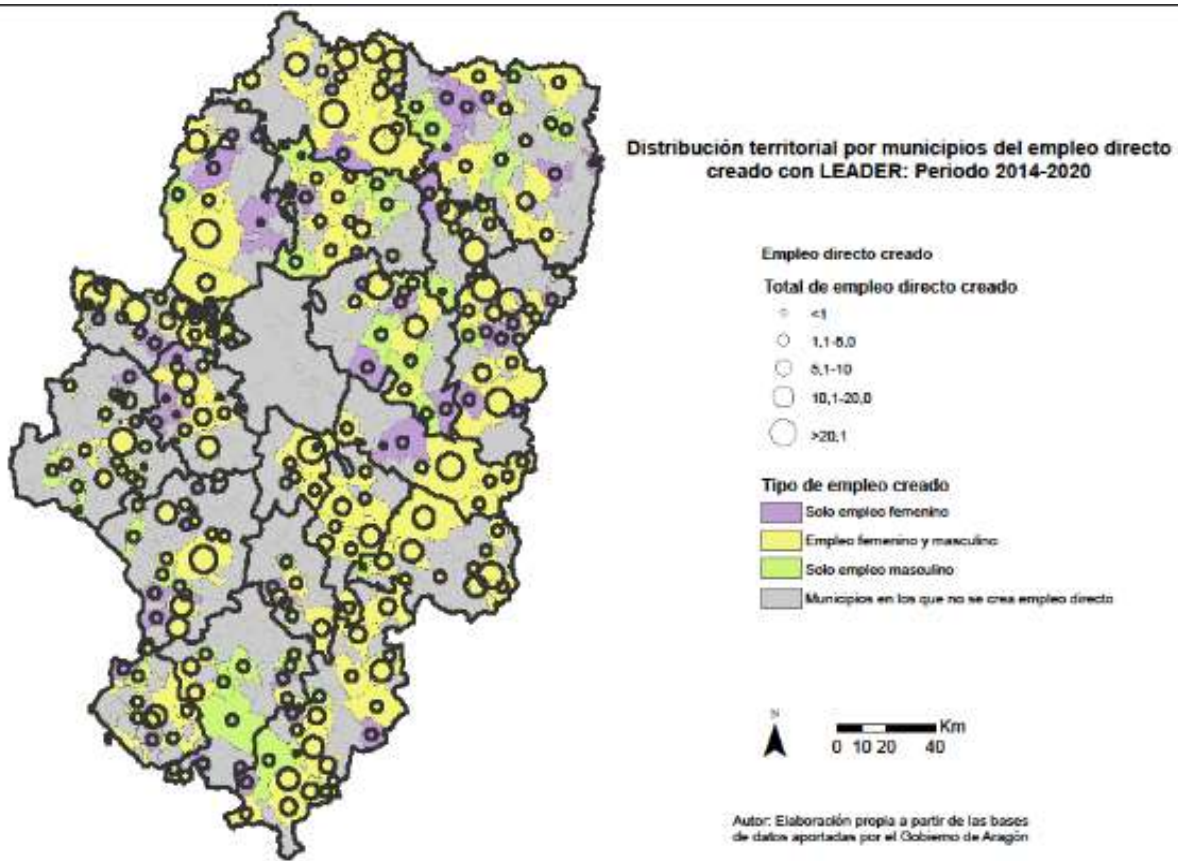 Distribución territorial por municipios del empleo directo
creado con LEADER: Periodo 2014-2020
Empleo directo creado
Total de empleo directo creado
<1
1,1-5,0
5,1-10
10,1-20,0
>20,1
Tipo de empleo creado
Solo empleo femenino
Empleo femenino y masculino
Solo empleo masculino
Municipios en los que no se crea empleo directo
N
Km
0 10 20 40
Autor: Elaboración propia a partir de las bases
de datos aportadas por el Gobierno de Aragón